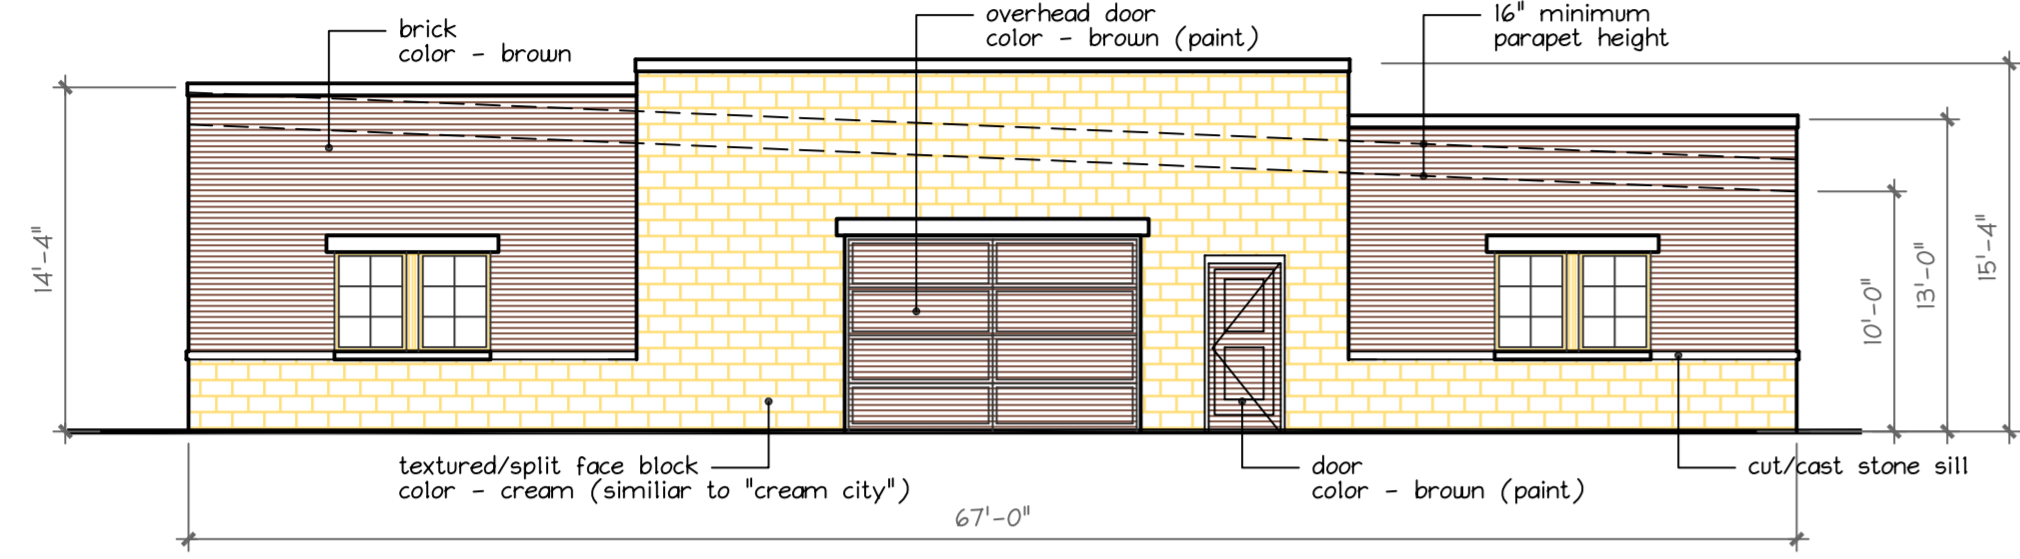 brick
color - brown
overhead door
color - brown (paint)
16" minimum
parapet height
14'-4"
10'-0"
13'-0"
15'-4"
textured/split face block
color - cream (similiar to "cream city")
door
color - brown (paint)
cut/cast stone sill
67'-0"